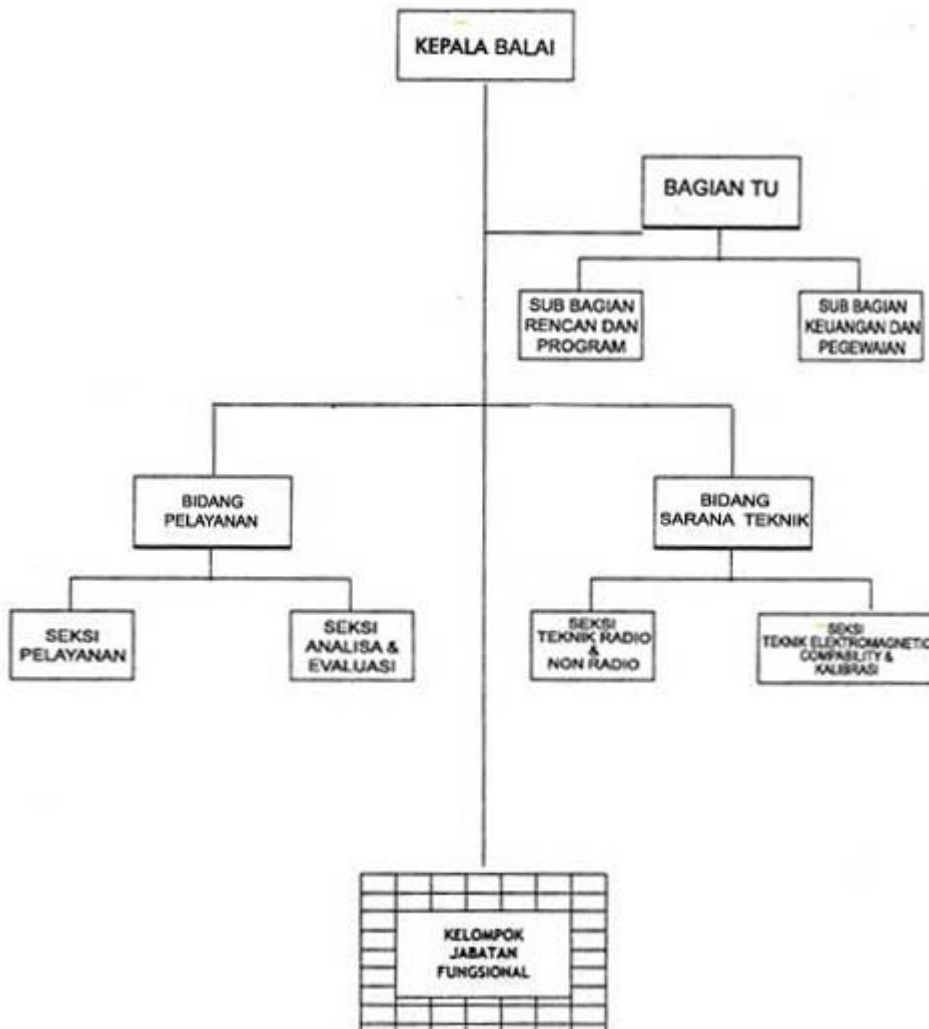 KEPALA BALAI
BAGIAN TU
SUB BAGIAN
RENCAN DAN
PROGRAM
SUB BAGIAN
KEUANGAN DAN
PEGEWAIAN
BIDANG
PELAYANAN
BIDANG
SARANA TEKNIK
SEKSI
PELAYANAN
SEKSI
ANALISA &
EVALUASI
SEKSI
TEKNIK RADIO
&
NON RADIO
SEKSI
TEKNIK ELEKTROMAGNETIC
COMPABILITY &
KALIBRASI
KELOMPOK
JABATAN
FUNGSIONAL